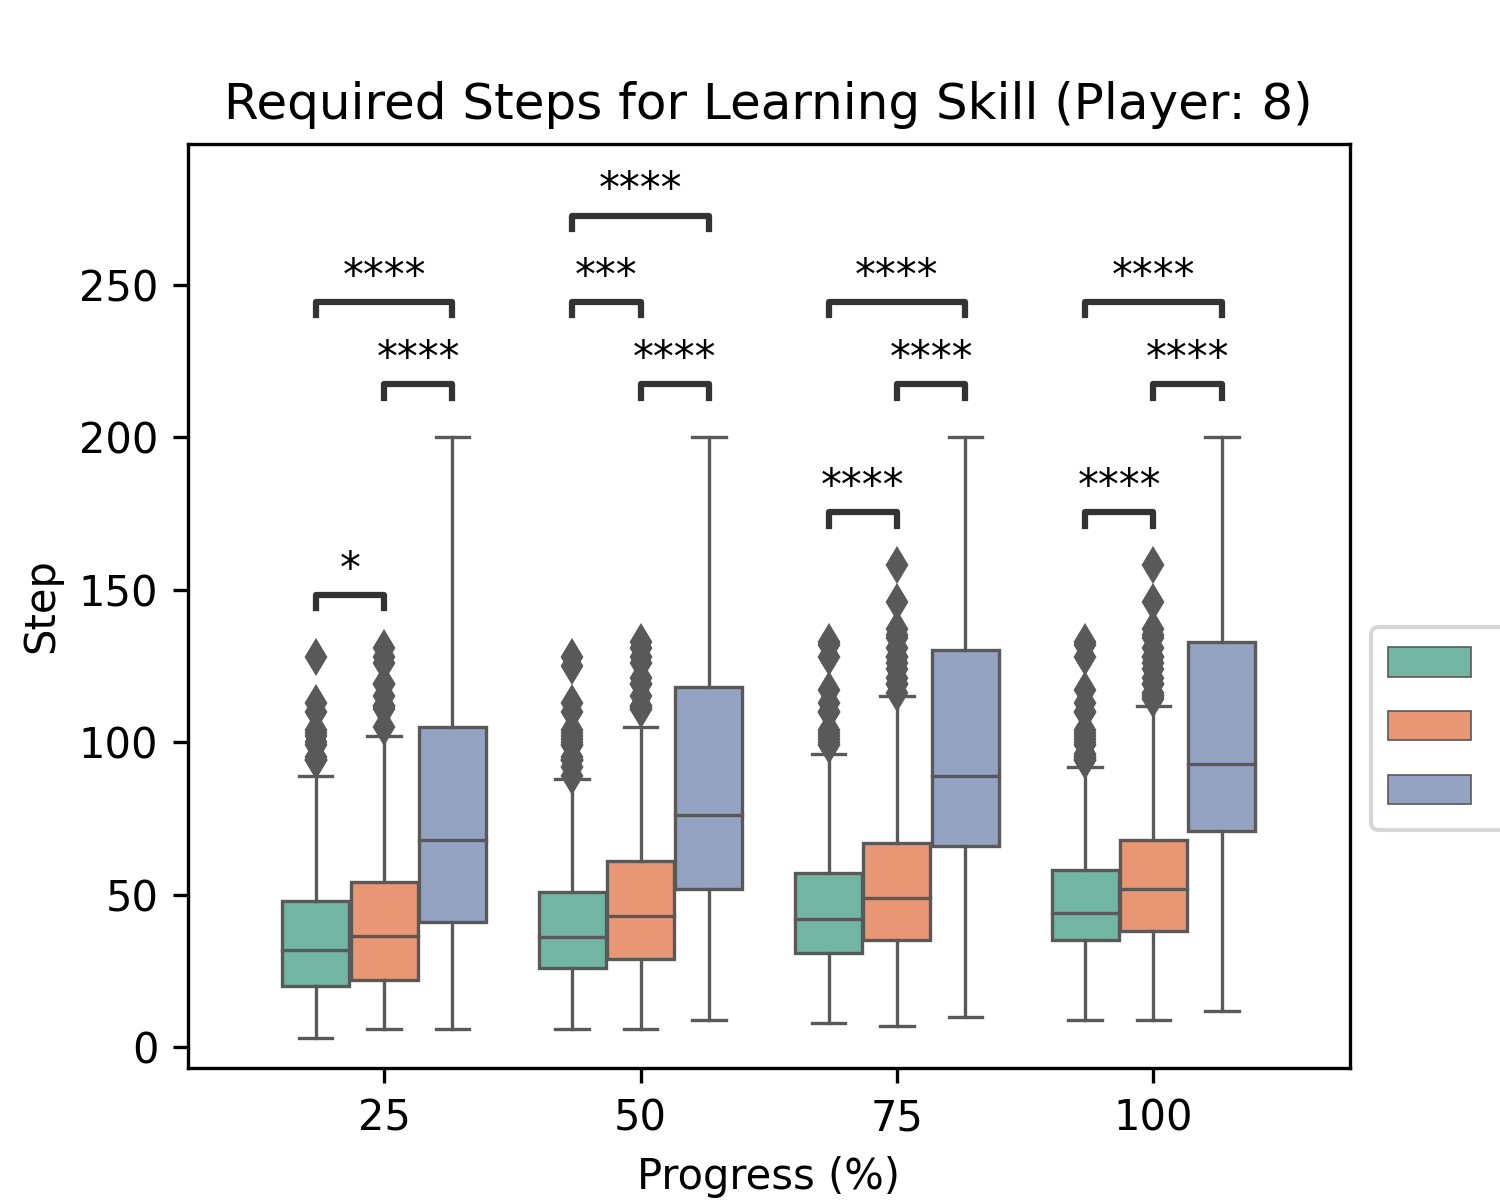 Required Steps for Learning Skill (Player: 8)
****
**** *** **** ****
250
**** **** **** ****
200
**** ****
*
150
Step
100
50
0
25 50 75 100
Progress (%)